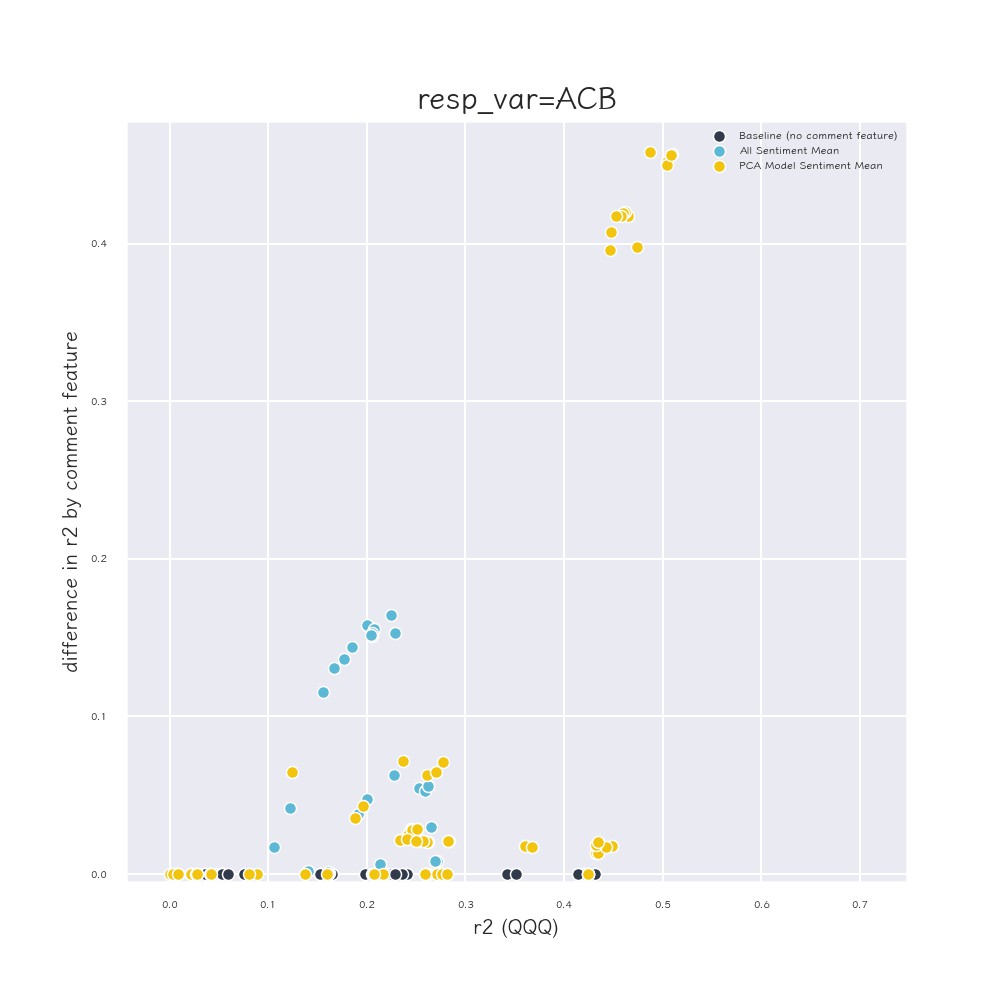 resp_var=ACB
Baseline (no comment feature)
All Sentiment Mean
PCA Model Sentiment Mean
difference in r2 by comment feature
0.4
0.3
0.2
0.1
0.0
0.0 0.1 0.2 0.3 0.4 0.5 0.6 0.7
r2 (QQQ)